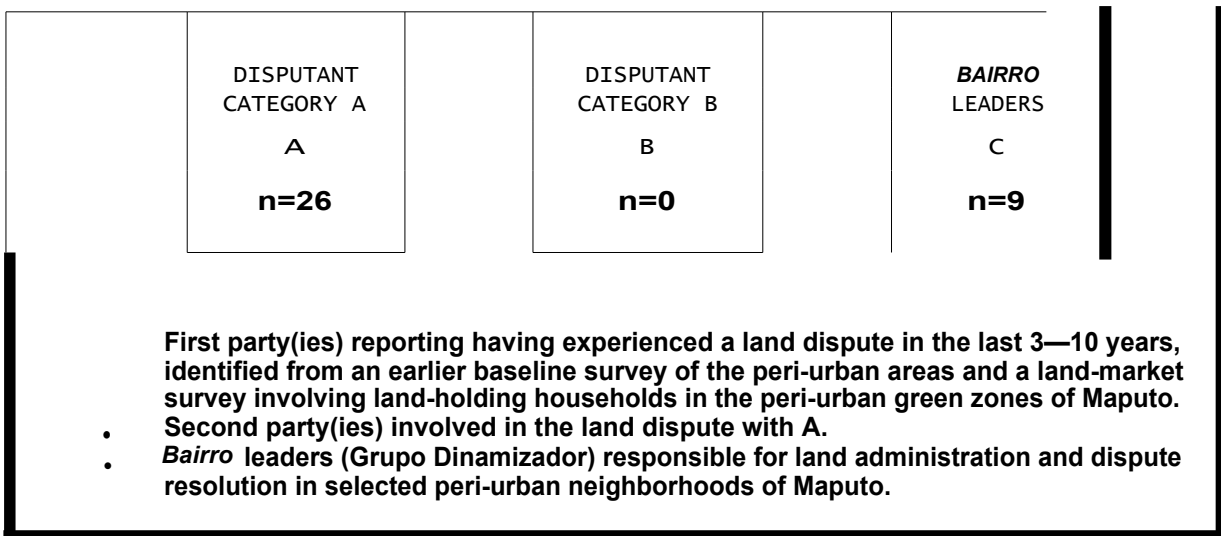 DISPUTANT
CATEGORY A
A
n=26
DISPUTANT
CATEGORY B
B
n=0
BAIRRO
LEADERS
C
n=9
First party(ies) reporting having experienced a land dispute in the last 3—10 years,
identified from an earlier baseline survey of the peri-urban areas and a land-market
survey involving land-holding households in the peri-urban green zones of Maputo.
• Second party(ies) involved in the land dispute with A.
• Bairro leaders (Grupo Dinamizador) responsible for land administration and dispute
resolution in selected peri-urban neighborhoods of Maputo.